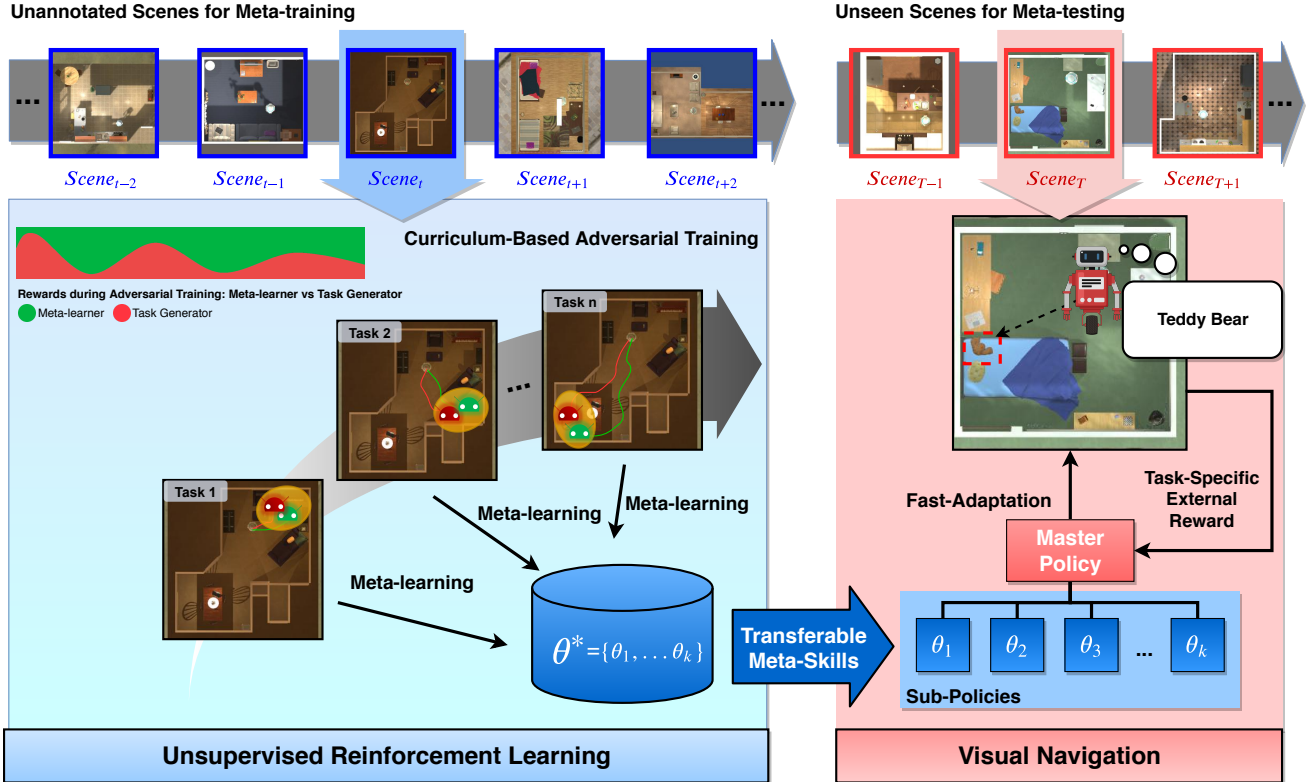 Unannotated Scenes for Meta-training
Unseen Scenes for Meta-testing
...
...
...
Scene_{t-2}
Scene_{t-1}
Scene_t
Scene_{t+1}
Scene_{t+2}
Scene_{T-1}
Scene_T
Scene_{T+1}
Curriculum-Based Adversarial Training
Rewards during Adversarial Training: Meta-learner vs Task Generator
Meta-learner
Task Generator
Task 1
Task 2
...
Task n
Meta-learning
Meta-learning
Meta-learning
θ*={θ_1, ... θ_k}
Transferable
Meta-Skills
Unsupervised Reinforcement Learning
Teddy Bear
Fast-Adaptation
Task-Specific
External
Reward
Master
Policy
θ_1
θ_2
θ_3
...
θ_k
Sub-Policies
Visual Navigation